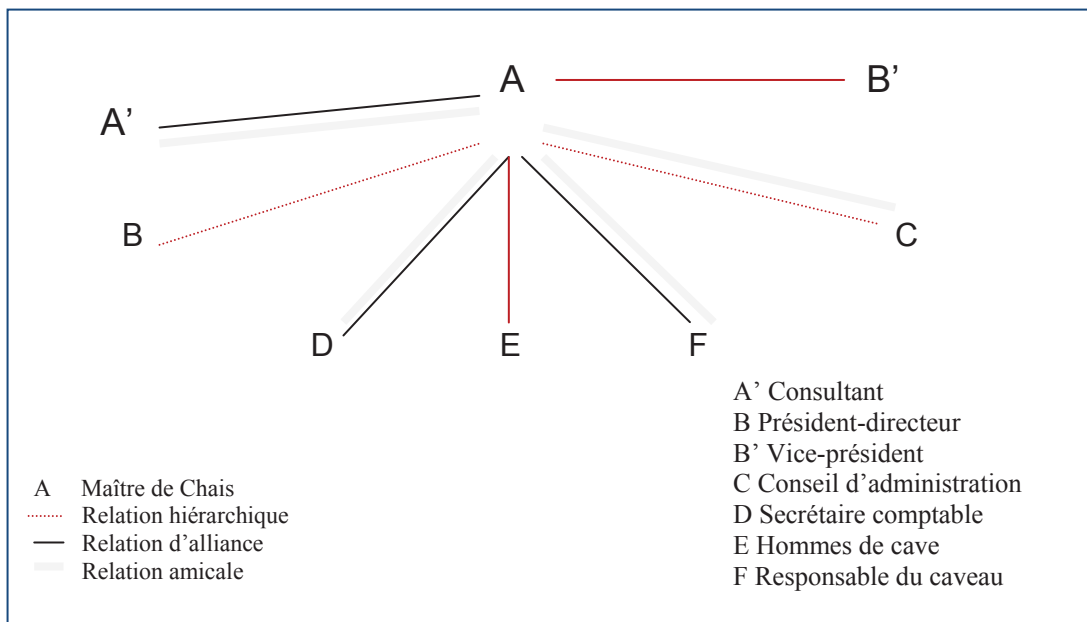 A
B’
A’
B
C
D
E
F
A’ Consultant
B Président-directeur
B’ Vice-président
C Conseil d’administration
D Secrétaire comptable
E Hommes de cave
F Responsable du caveau
A Maître de Chais
Relation hiérarchique
Relation d’alliance
Relation amicale